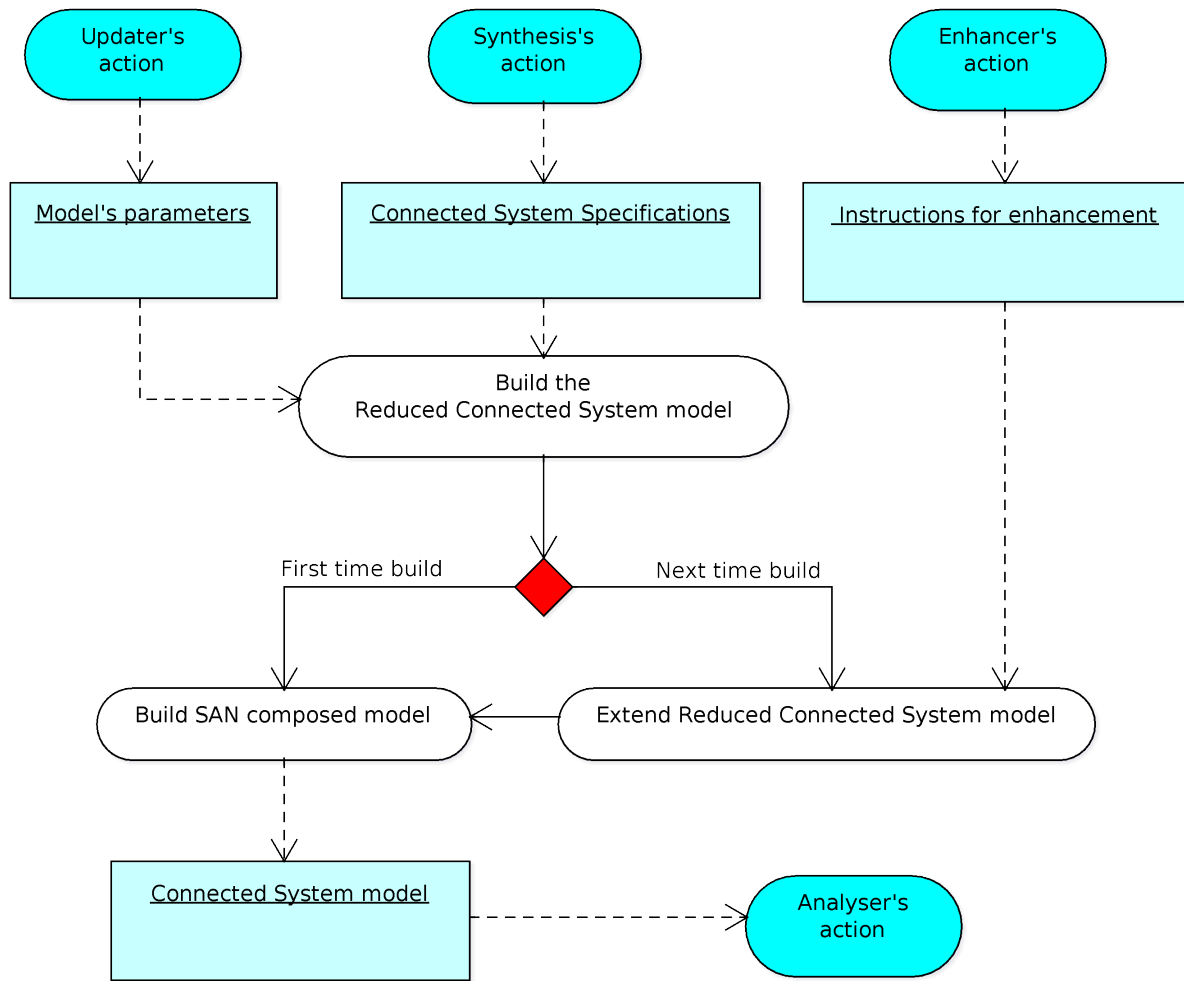 Updater's
action
Synthesis's
action
Enhancer's
action
Model's parameters
Connected System Specifications
Instructions for enhancement
Build the
Reduced Connected System model
First time build
Next time build
Build SAN composed model
Extend Reduced Connected System model
Connected System model
Analyser's
action